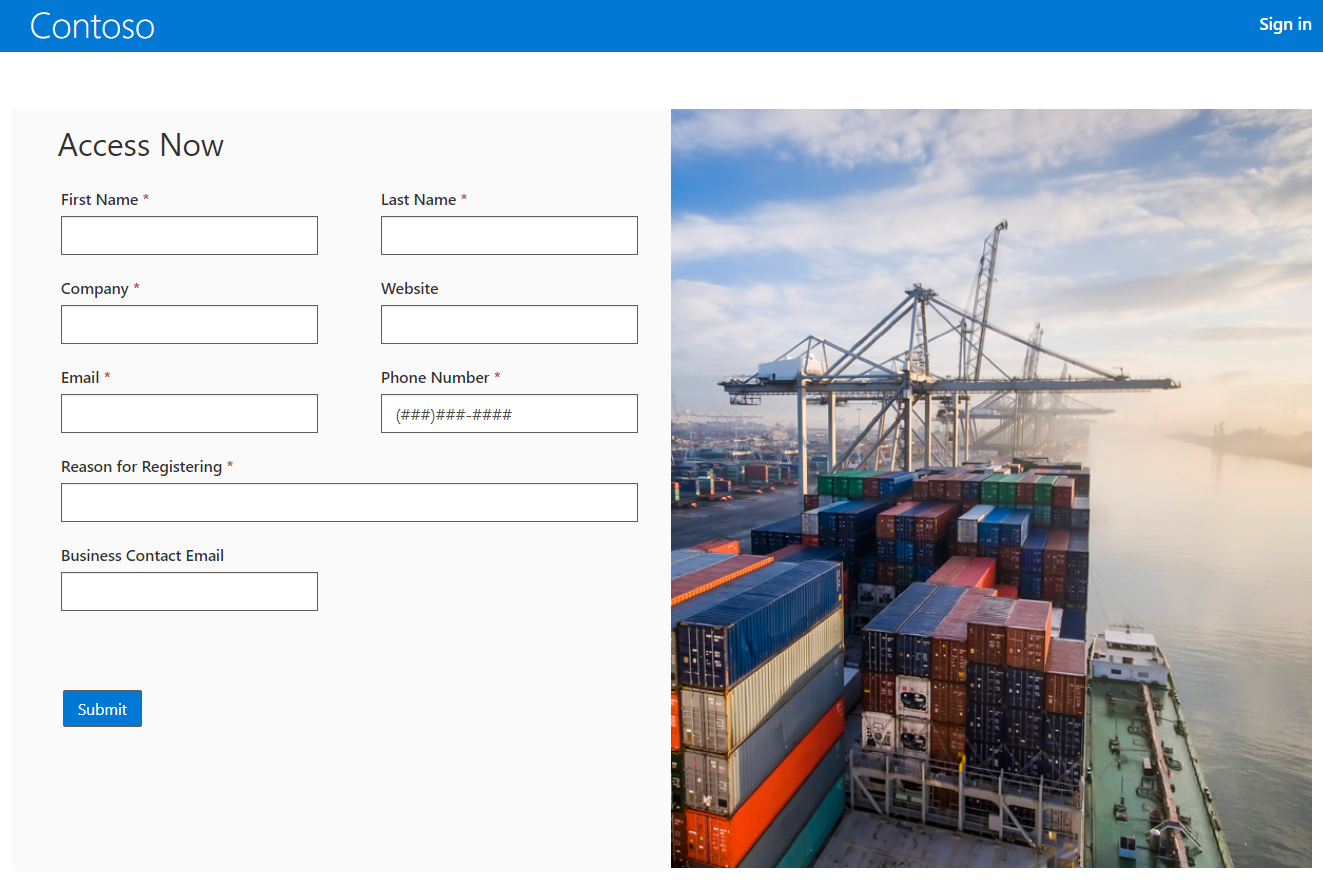 Contoso
Sign in
Access Now
First Name *
Last Name *
Company *
Website
Email *
Phone Number *
(###)###-####
Reason for Registering *
Business Contact Email
Submit